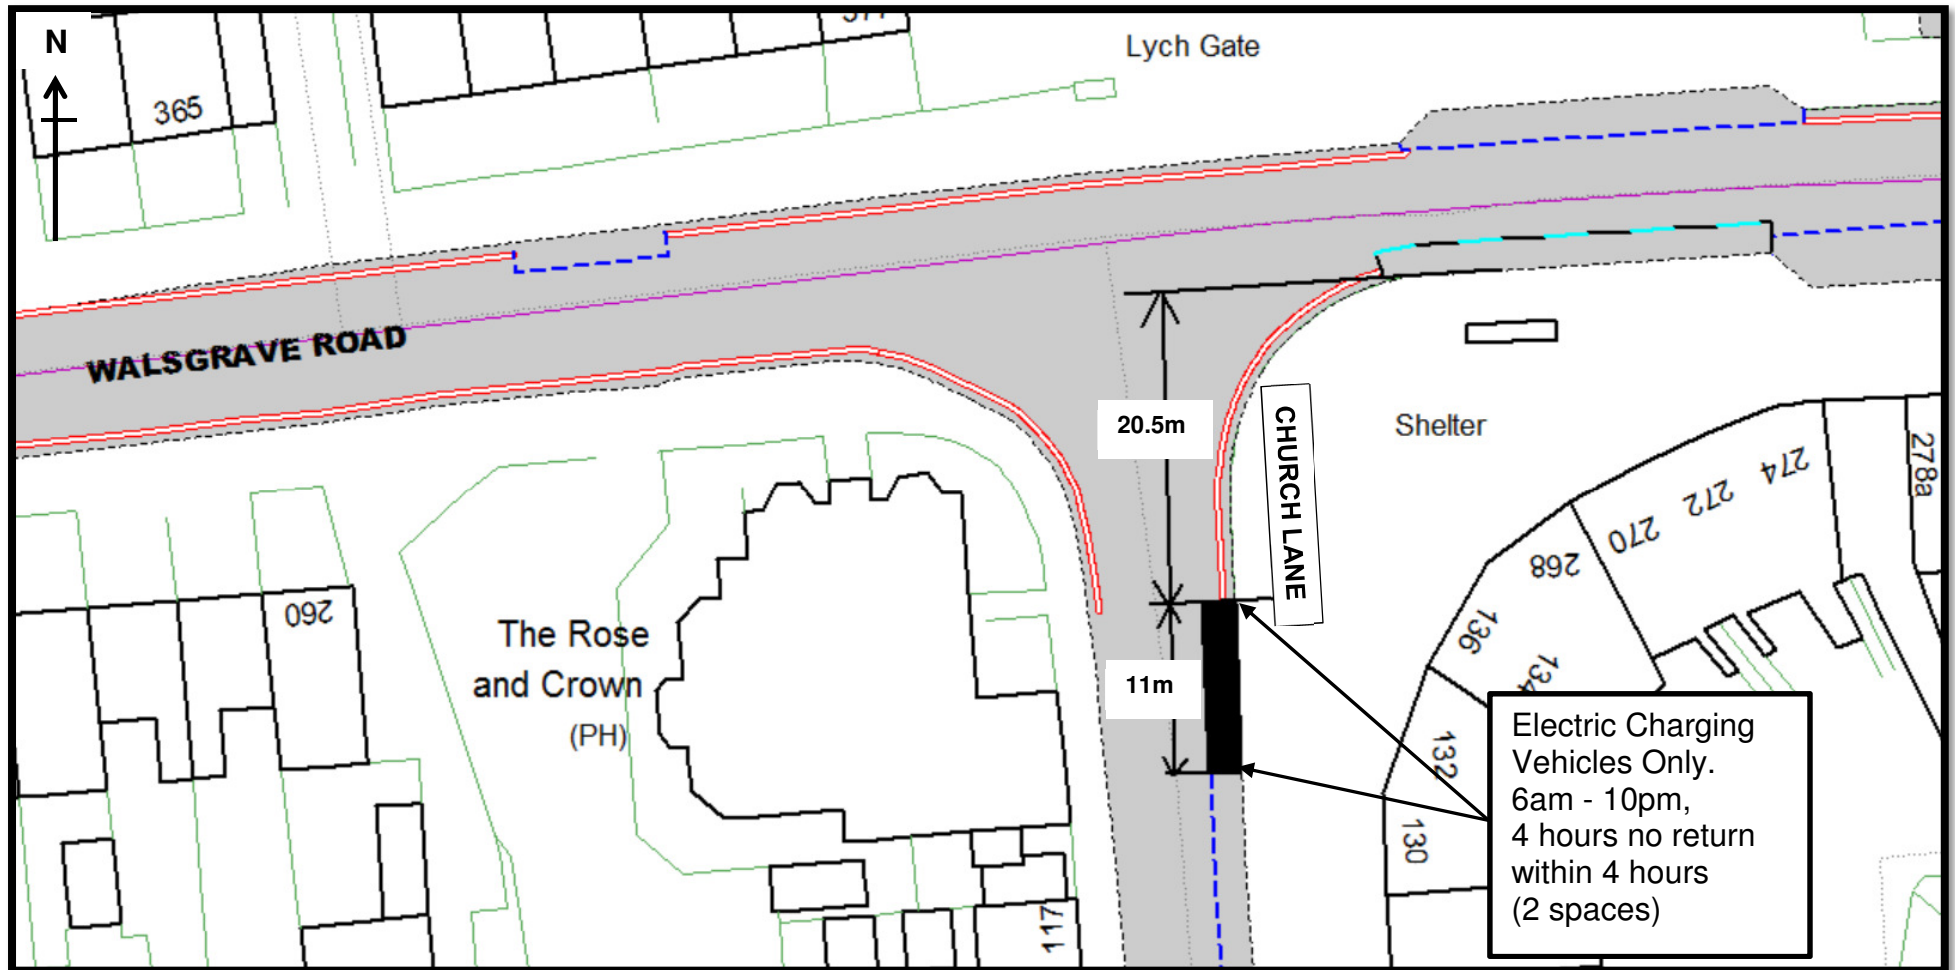 N
365
Lych Gate
WALSGRAVE ROAD
20.5m
CHURCH LANE
Shelter
274
272
270
268
278a
136
134
132
130
260
The Rose
and Crown
(PH)
11m
117
Electric Charging
Vehicles Only.
6am - 10pm,
4 hours no return
within 4 hours
(2 spaces)